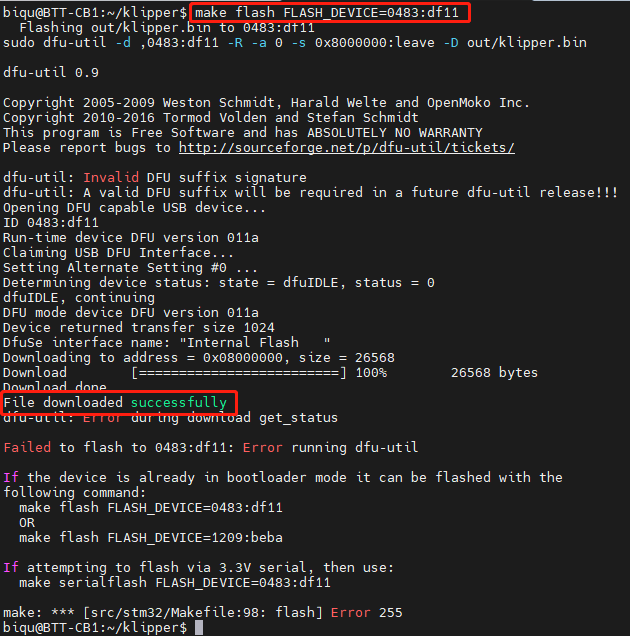 biqu@BTT-CB1:~/klipper$ make flash FLASH_DEVICE=0483:df11
  Flashing out/klipper.bin to 0483:df11
sudo dfu-util -d ,0483:df11 -R -a 0 -s 0x8000000:leave -D out/klipper.bin
dfu-util 0.9
Copyright 2005-2009 Weston Schmidt, Harald Welte and OpenMoko Inc.
Copyright 2010-2016 Tormod Volden and Stefan Schmidt
This program is Free Software and has ABSOLUTELY NO WARRANTY
Please report bugs to http://sourceforge.net/p/dfu-util/tickets/
dfu-util: Invalid DFU suffix signature
dfu-util: A valid DFU suffix will be required in a future dfu-util release!!!
Opening DFU capable USB device...
ID 0483:df11
Run-time device DFU version 011a
Claiming USB DFU Interface...
Setting Alternate Setting #0 ...
Determining device status: state = dfuIDLE, status = 0
dfuIDLE, continuing
DFU mode device DFU version 011a
Device returned transfer size 1024
DfuSe interface name: "Internal Flash   "
Downloading to address = 0x08000000, size = 26568
Download        [=========================] 100%        26568 bytes
Download done.
File downloaded successfully
dfu-util: Error during download get_status
Failed to flash to 0483:df11: Error running dfu-util
If the device is already in bootloader mode it can be flashed with the
following command:
  make flash FLASH_DEVICE=0483:df11
  OR
  make flash FLASH_DEVICE=1209:beba
If attempting to flash via 3.3V serial, then use:
  make serialflash FLASH_DEVICE=0483:df11
make: *** [src/stm32/Makefile:98: flash] Error 255
biqu@BTT-CB1:~/klipper$